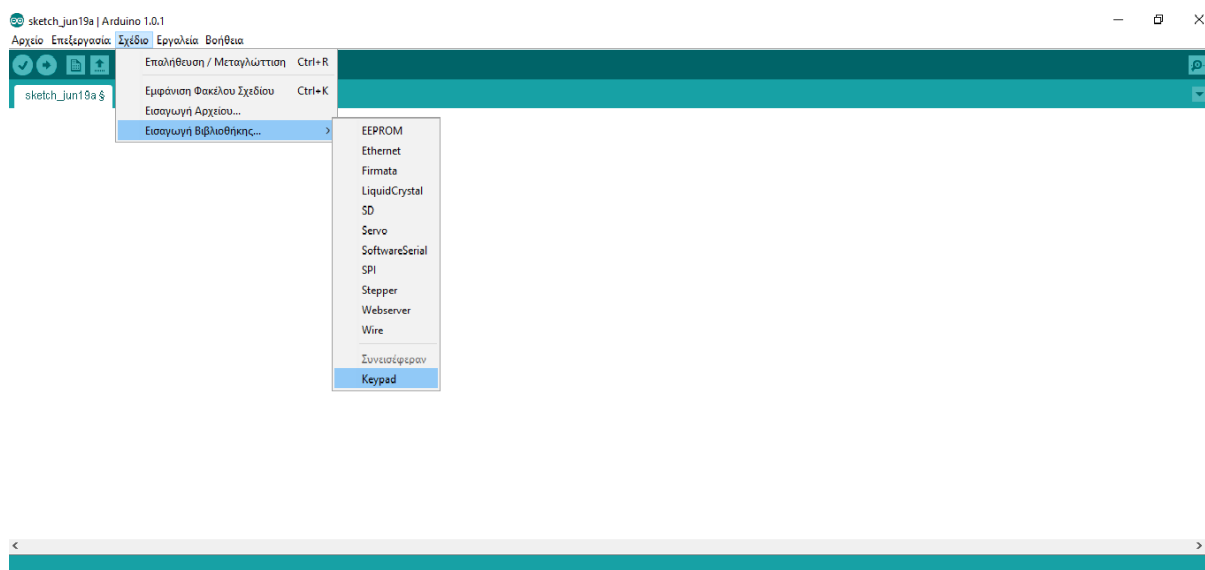 sketch_jun19a | Arduino 1.0.1
Αρχείο Επεξεργασία Σχέδιο Εργαλεία Βοήθεια
Επαλήθευση / Μεταγλώττιση Ctrl+R
sketch_jun19a §
Εμφάνιση Φακέλου Σχεδίου Ctrl+K
Εισαγωγή Αρχείου...
Εισαγωγή Βιβλιοθήκης...
EEPROM
Ethernet
Firmata
LiquidCrystal
SD
Servo
SoftwareSerial
SPI
Stepper
Webserver
Wire
Συνεισέφεραν
Keypad